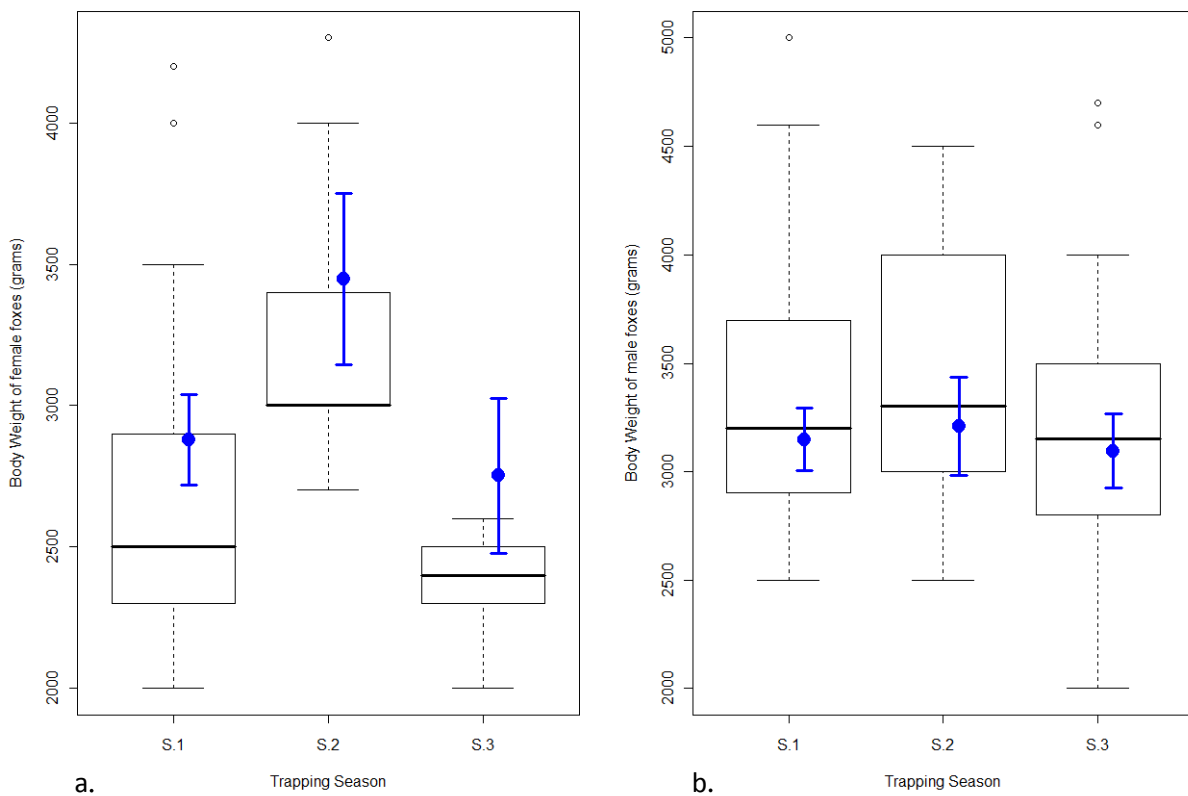 Body Weight of female foxes (grams)
4000
3500
3000
2500
2000
S.1 S.2 S.3
Trapping Season
a.
Body Weight of male foxes (grams)
5000
4500
4000
3500
3000
2500
2000
S.1 S.2 S.3
Trapping Season
b.